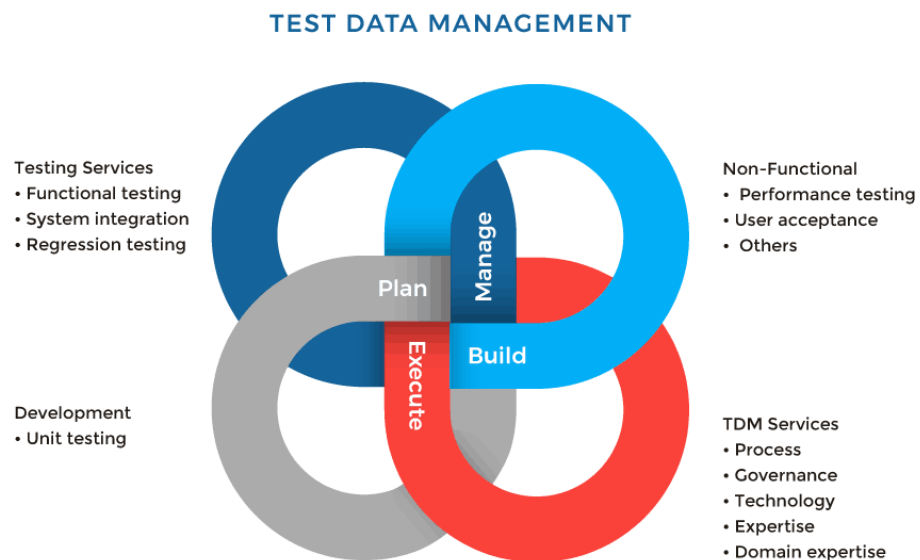 TEST DATA MANAGEMENT
Testing Services
• Functional testing
• System integration
• Regression testing
Non-Functional
• Performance testing
• User acceptance
• Others
Plan
Manage
Execute
Build
Development
• Unit testing
TDM Services
• Process
• Governance
• Technology
• Expertise
• Domain expertise